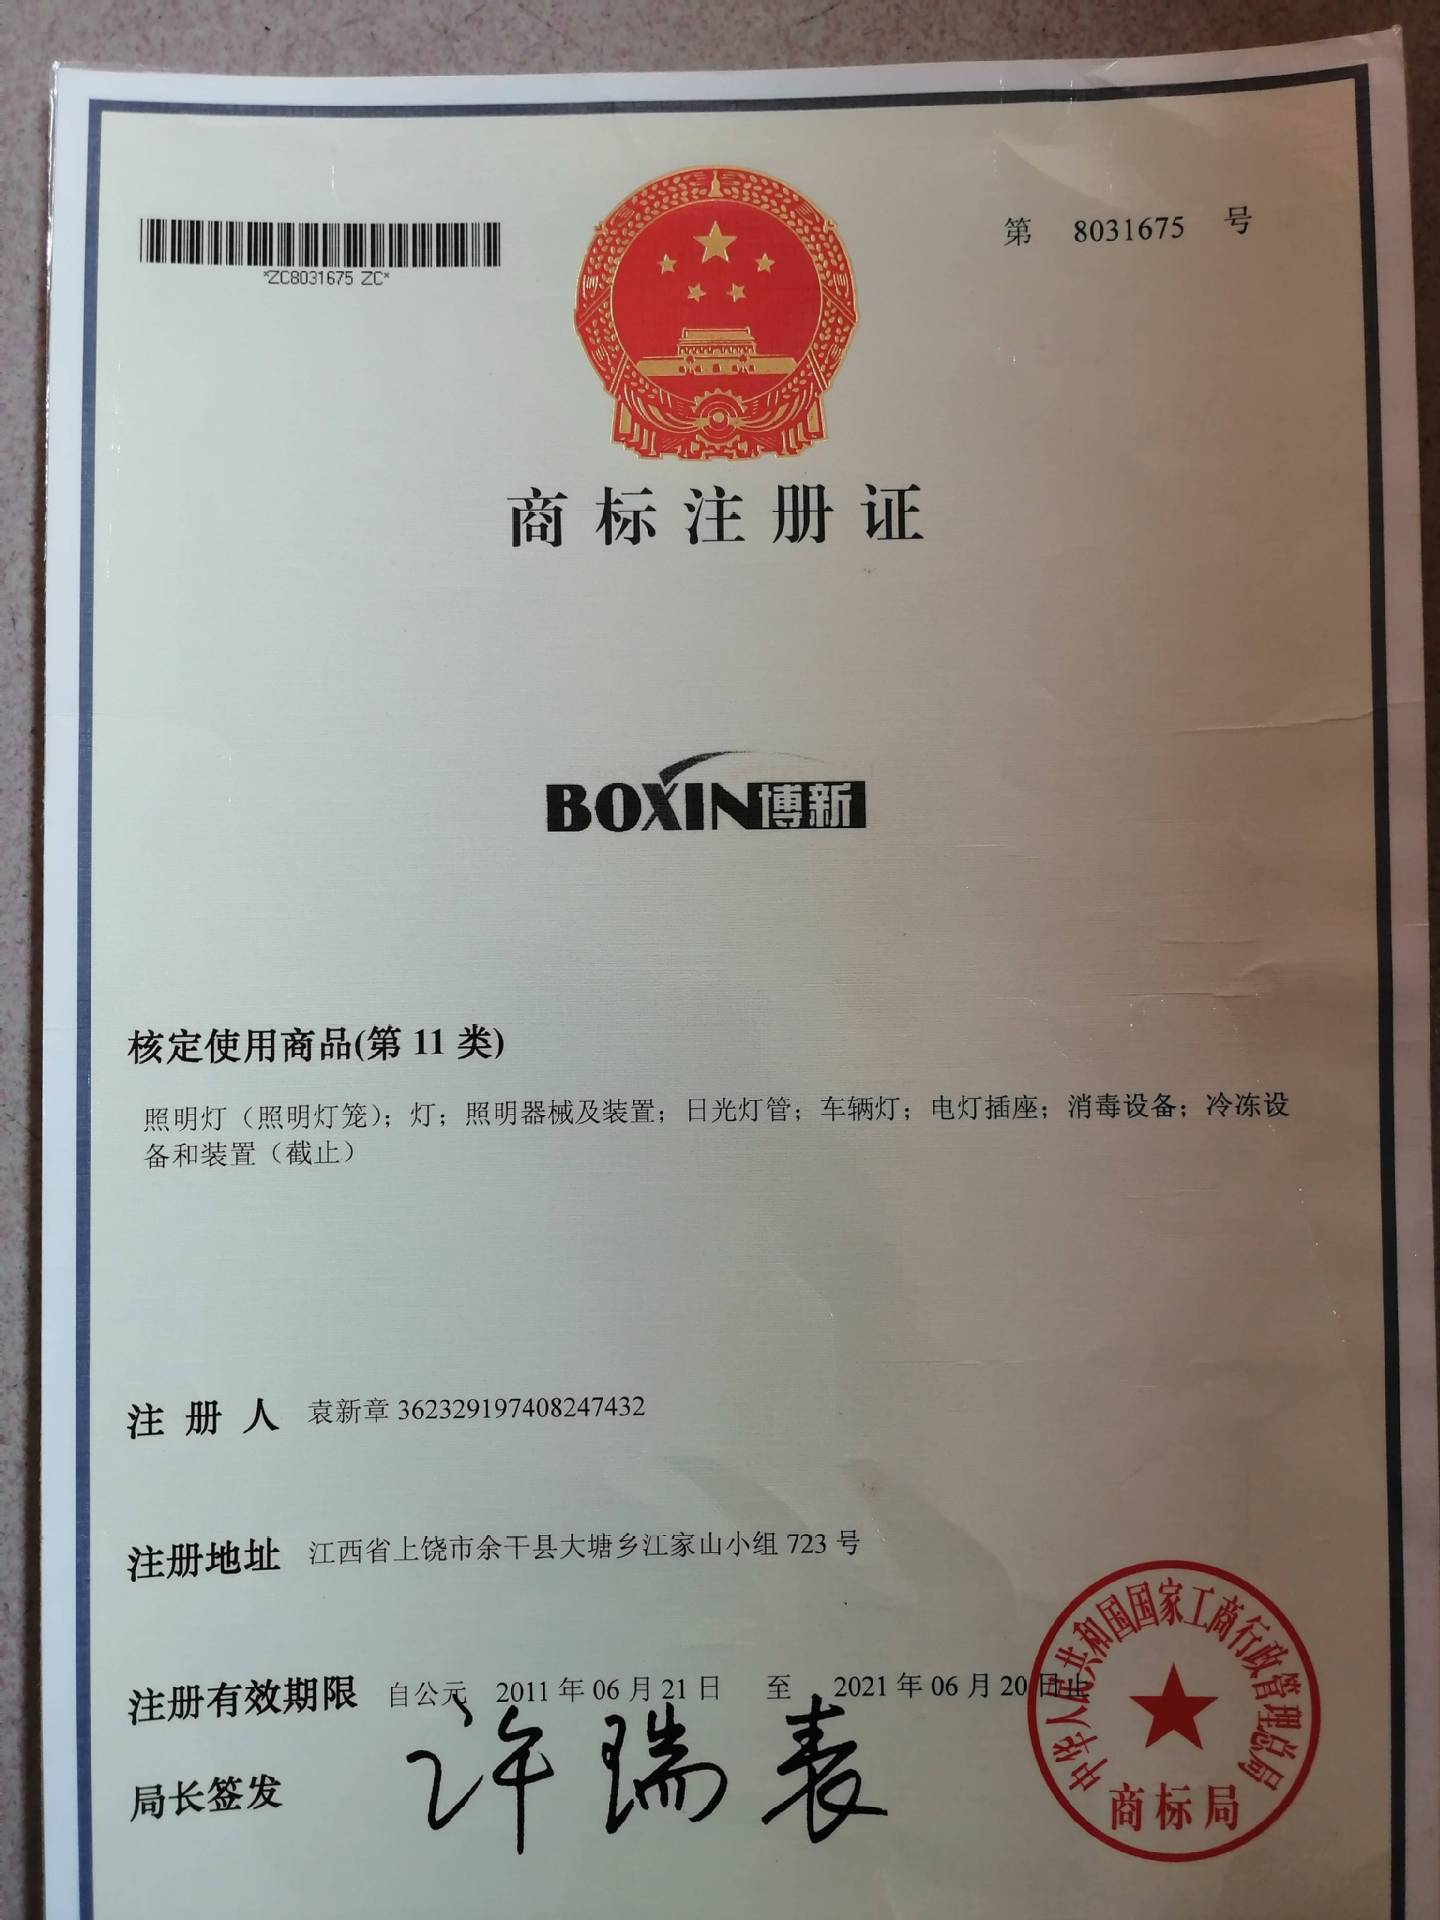 第 8031675 号
*ZC8031675 ZC*
商标注册证
BOXIN博新
核定使用商品(第 11 类)
照明灯（照明灯笼）；灯；照明器械及装置；日光灯管；车辆灯；电灯插座；消毒设备；冷冻设
备和装置（截止）
注册人 袁新章 362329197408247432
注册地址 江西省上饶市余干县大塘乡江家山小组 723 号
注册有效期限 自公元 2011 年 06 月 21 日 至 2021 年 06 月 20 日止
局长签发 许瑞表
中华人民共和国国家工商行政管理总局
商标局